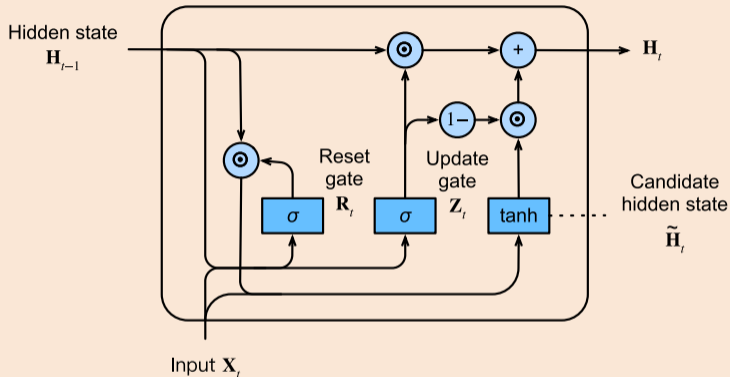 Hidden state
H_{t−1}
H_t
+
1−
Reset
gate
R_t
Update
gate
Z_t
σ
σ
tanh
Candidate
hidden state
H̃_t
Input X_t